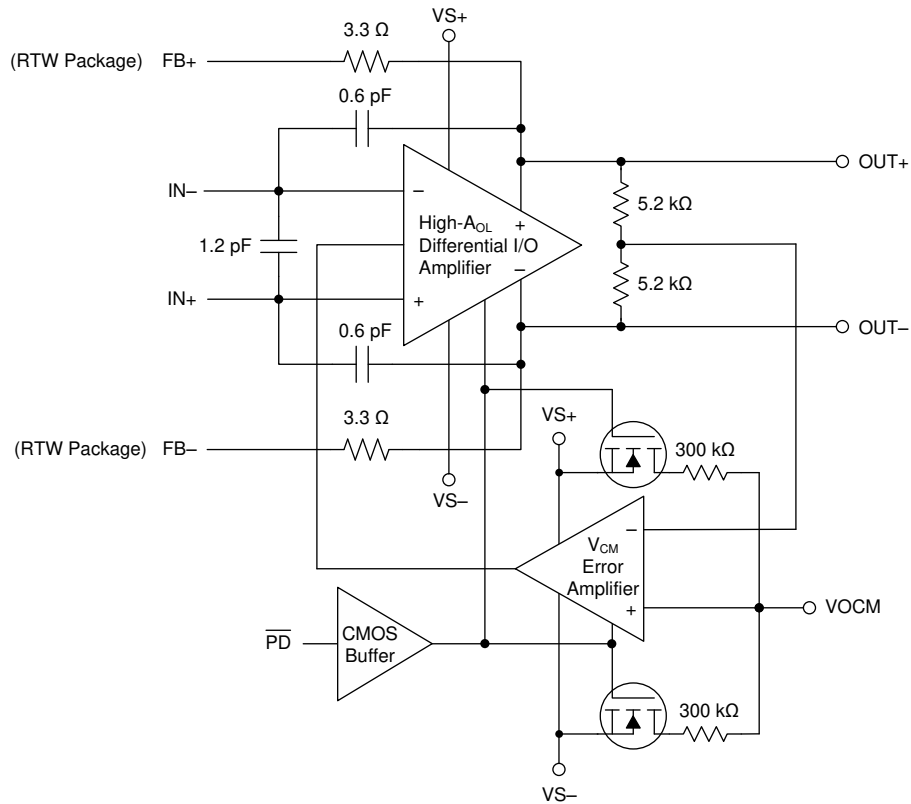 VS+
3.3 Ω
(RTW Package) FB+
0.6 pF
OUT+
IN–
–
5.2 kΩ
High-AOL
Differential I/O
Amplifier
+
–
1.2 pF
5.2 kΩ
IN+
+
0.6 pF
OUT–
3.3 Ω
VS+
300 kΩ
(RTW Package) FB–
VS–
–
VCM
Error
Amplifier
+
VOCM
PD
CMOS
Buffer
300 kΩ
VS–